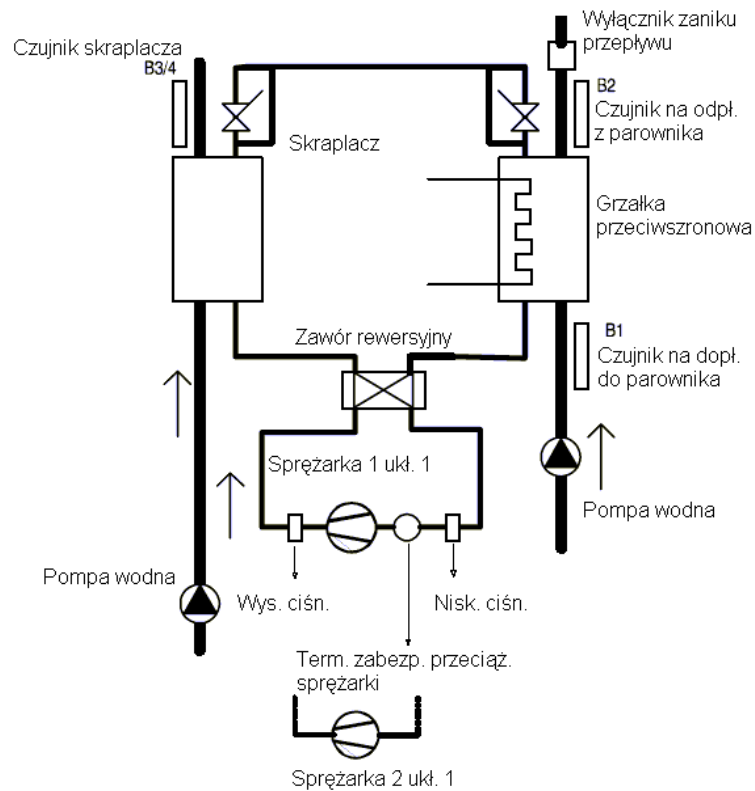 Wyłącznik zaniku
przepływu
Czujnik skraplacza
B3/4
B2
Czujnik na odpł.
z parownika
Skraplacz
Grzałka
przeciwszronowa
Zawór rewersyjny
B1
Czujnik na dopł.
do parownika
Sprężarka 1 ukł. 1
Pompa wodna
Pompa wodna
Wys. ciśn.
Nisk. ciśn.
Term. zabezp. przeciąż.
sprężarki
Sprężarka 2 ukł. 1